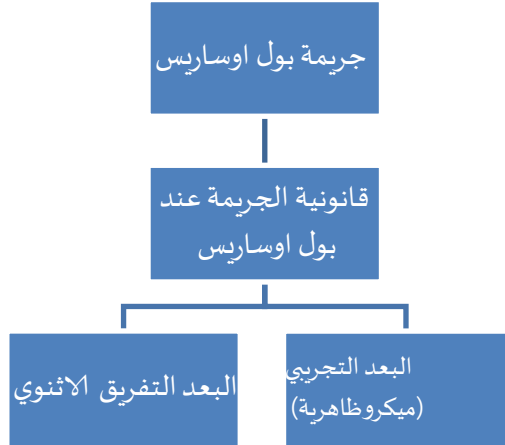 جريمة بول اوساريس
قانونية الجريمة عند
بول اوساريس
البعد التجريبي
(ميكروظاهرية)
البعد التفريق الاثنوي